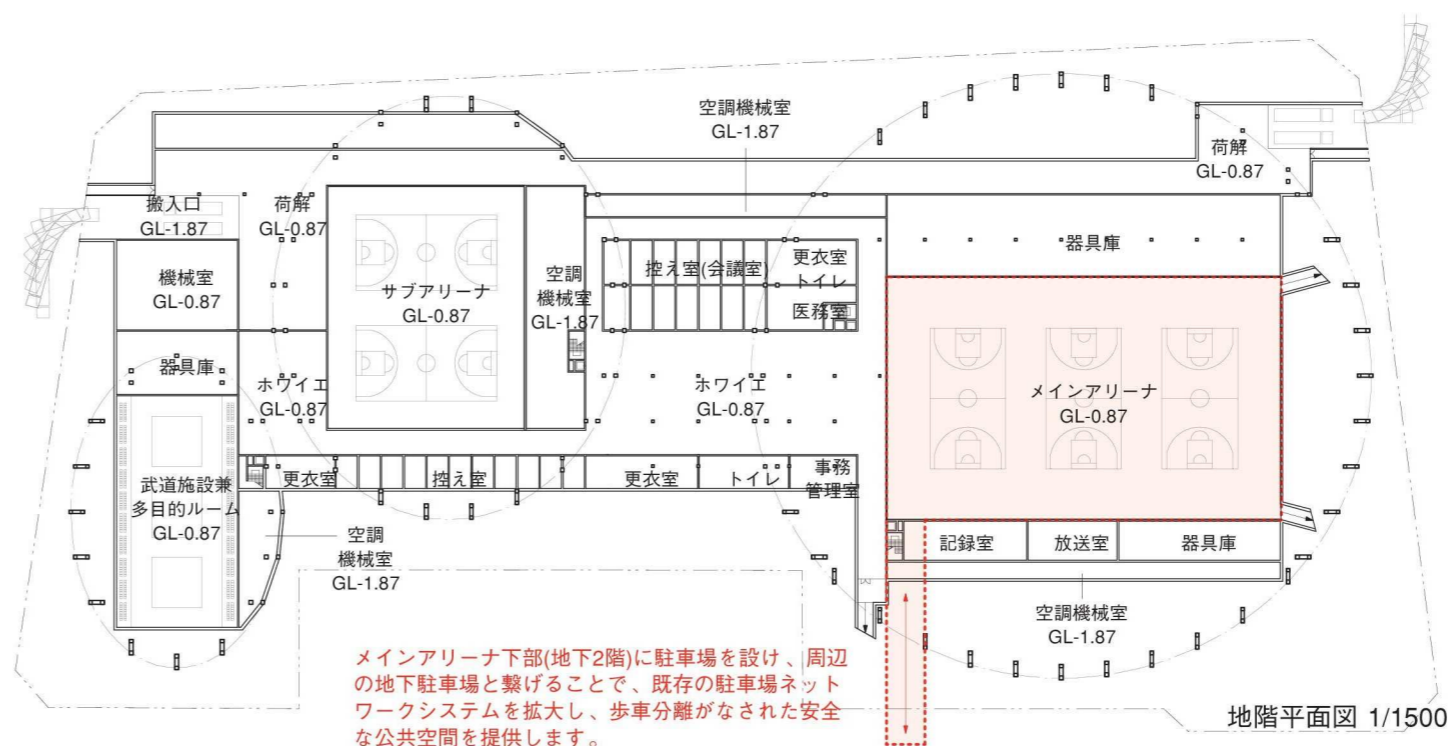 空調機械室
GL-1.87
荷解
GL-0.87
搬入口
GL-1.87
荷解
GL-0.87
機械室
GL-0.87
サブアリーナ
GL-0.87
空調
機械室
GL-1.87
控え室(会議室)
更衣室
トイレ
医務室
器具庫
器具庫
ホワイエ
GL-0.87
ホワイエ
GL-0.87
メインアリーナ
GL-0.87
武道施設兼
多目的ルーム
GL-0.87
更衣室
控え室
更衣室
トイレ
事務
管理室
空調
機械室
GL-1.87
記録室
放送室
器具庫
空調機械室
GL-1.87
メインアリーナ下部(地下2階)に駐車場を設け、周辺
の地下駐車場と繋げることで、既存の駐車場ネット
ワークシステムを拡大し、歩車分離がなされた安全
な公共空間を提供します。
地階平面図 1/1500